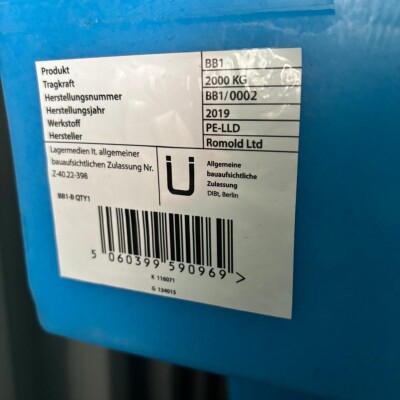 Produkt BB1
Tragkraft 2000 KG
Herstellungsnummer BB1/0002
Herstellungsjahr 2019
Werkstoff PE-LLD
Hersteller Romold Ltd
Lagermedien lt. allgemeiner
bauaufsichtlichen Zulassung Nr.
Z-40.22-398
BB1-B QTY1
Ü
Allgemeine
bauaufsichtliche
Zulassung
DIBt, Berlin
5 060399 590969 >
K 116071
G 134015